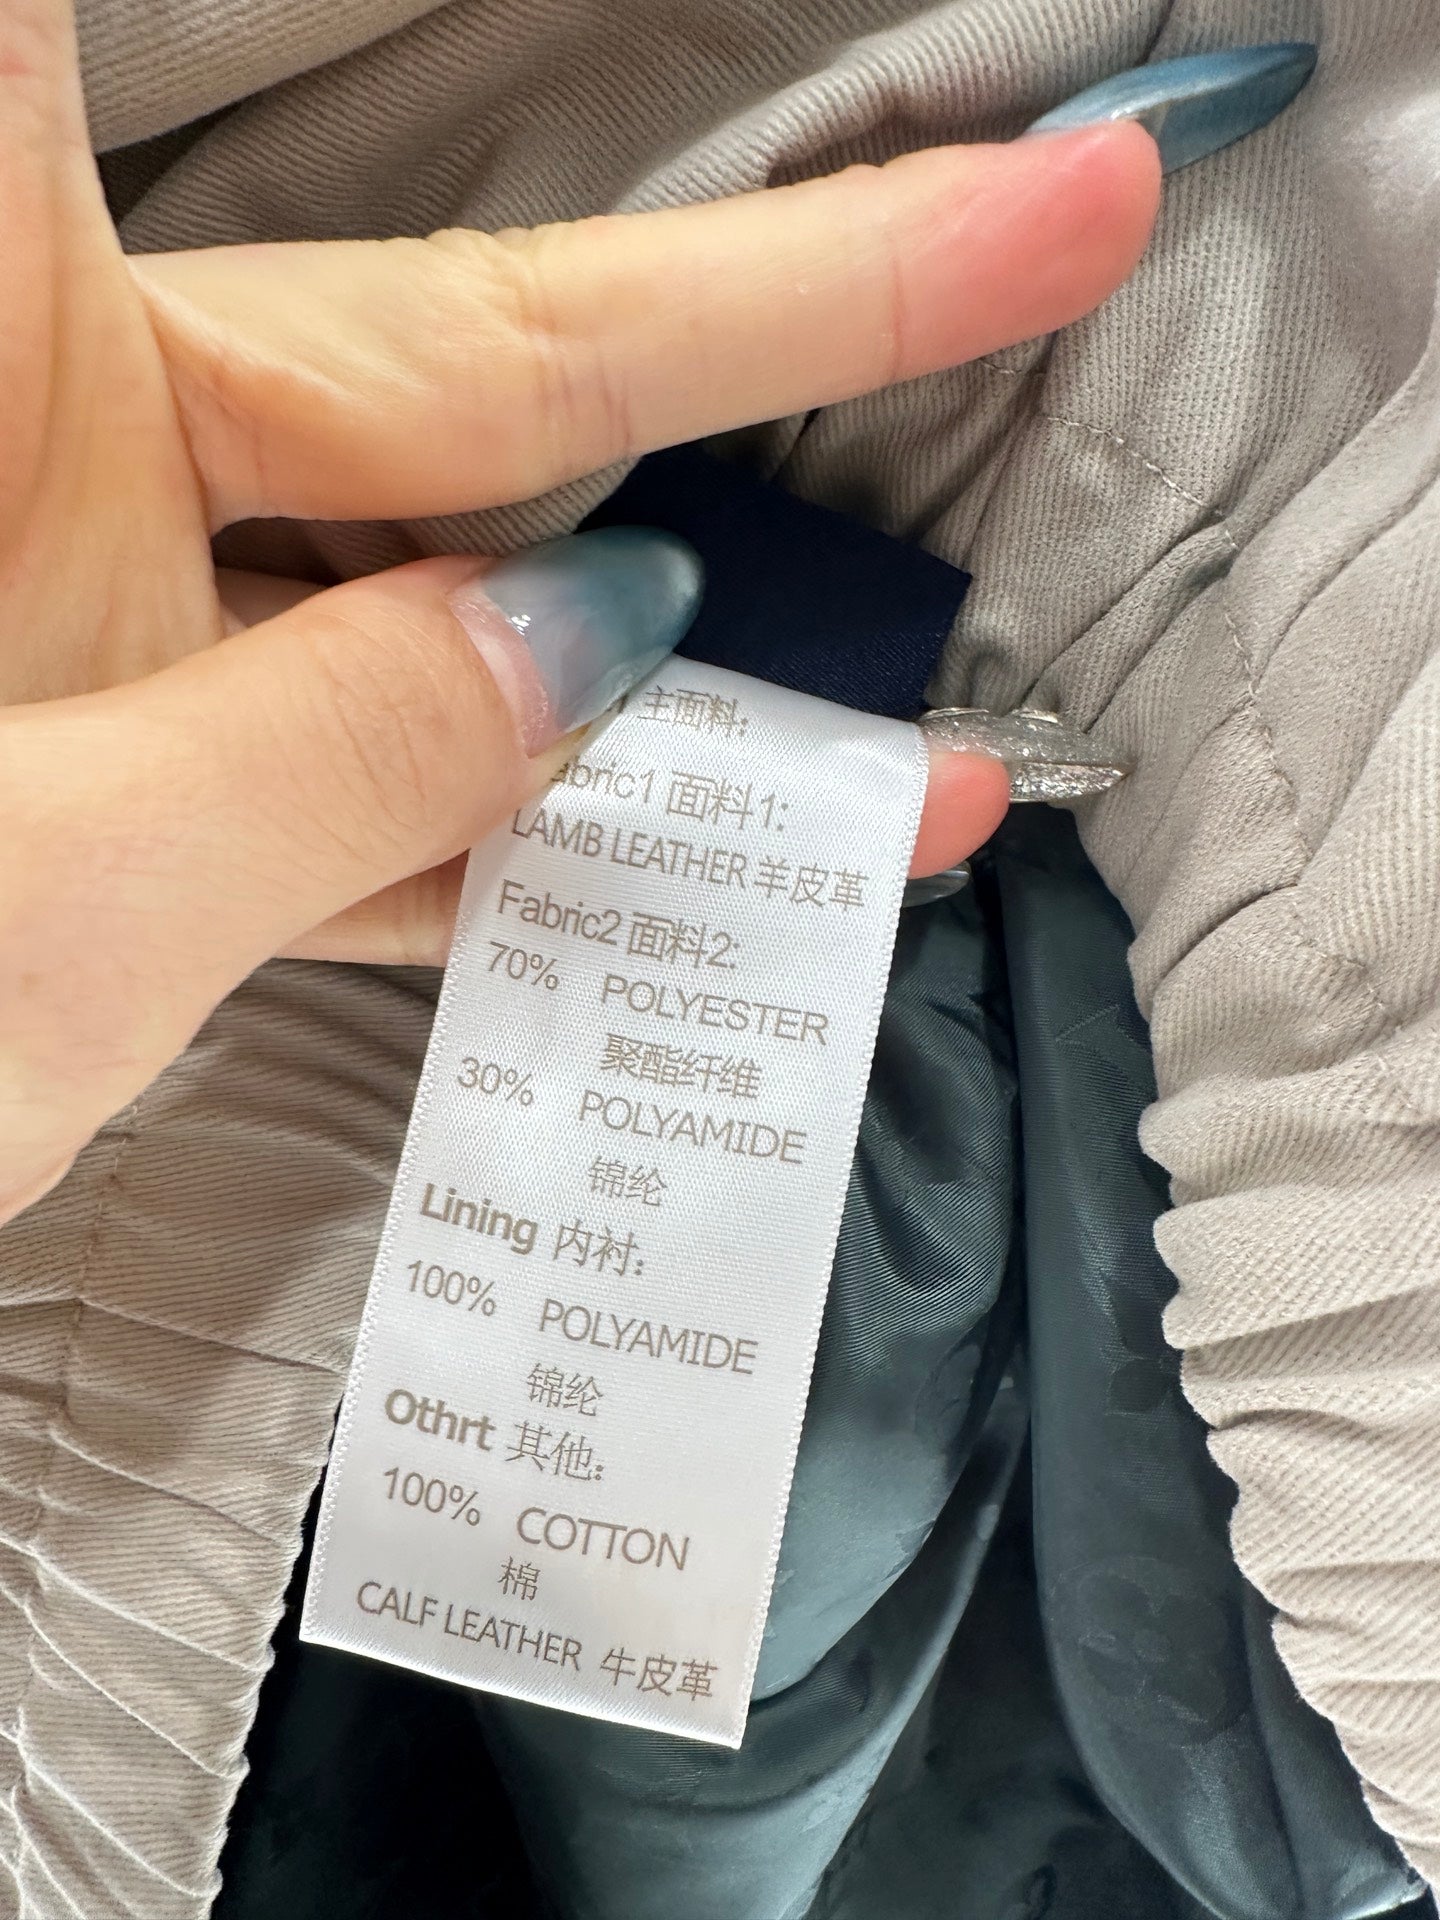 主面料:
abric1 面料1:
LAMB LEATHER 羊皮革
Fabric2 面料2:
70% POLYESTER
聚酯纤维
30% POLYAMIDE
锦纶
Lining 内衬:
100% POLYAMIDE
锦纶
Othrt 其他:
100% COTTON
棉
CALF LEATHER 牛皮革